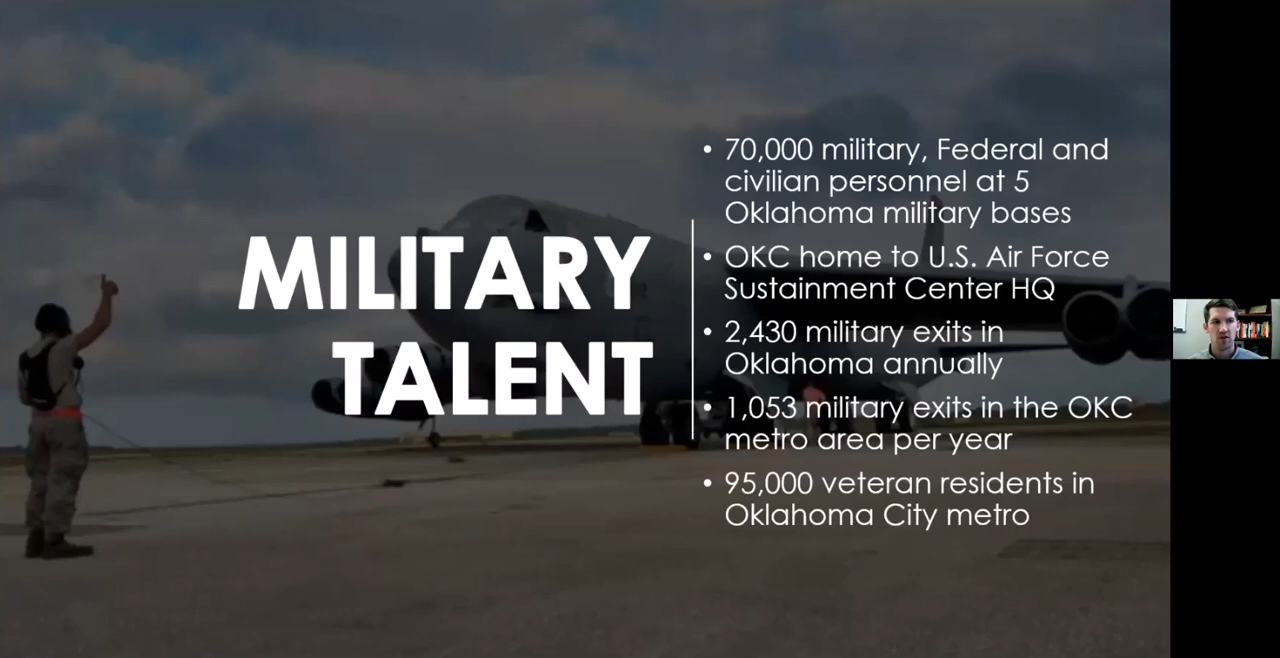 MILITARY
TALENT
• 70,000 military, Federal and
civilian personnel at 5
Oklahoma military bases
• OKC home to U.S. Air Force
Sustainment Center HQ
• 2,430 military exits in
Oklahoma annually
• 1,053 military exits in the OKC
metro area per year
• 95,000 veteran residents in
Oklahoma City metro